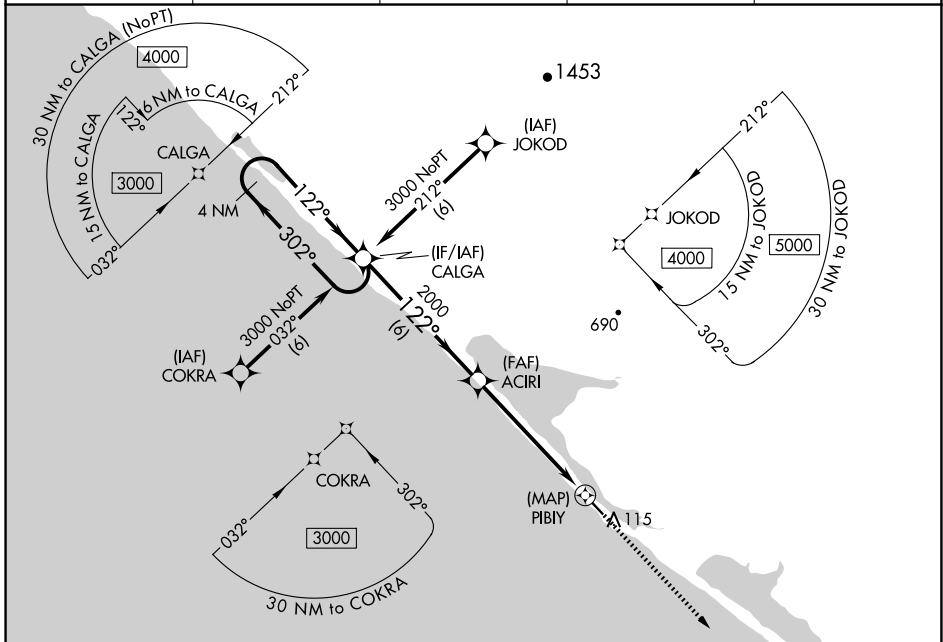 30 NM to CALGA (NoPT)
4000
15 NM to CALGA
122°
6 NM to CALGA
212°
CALGA
3000
032°
4 NM
122°
302°
1453
(IAF)
JOKOD
3000 NoPT
212°
(6)
(IF/IAF)
CALGA
2000
122°
(6)
3000 NoPT
032°
(6)
(IAF)
COKRA
212°
JOKOD
4000
15 NM to JOKOD
5000
30 NM to JOKOD
302°
690
(FAF)
ACIRI
COKRA
032°
302°
3000
30 NM to COKRA
(MAP)
PIBIY
115